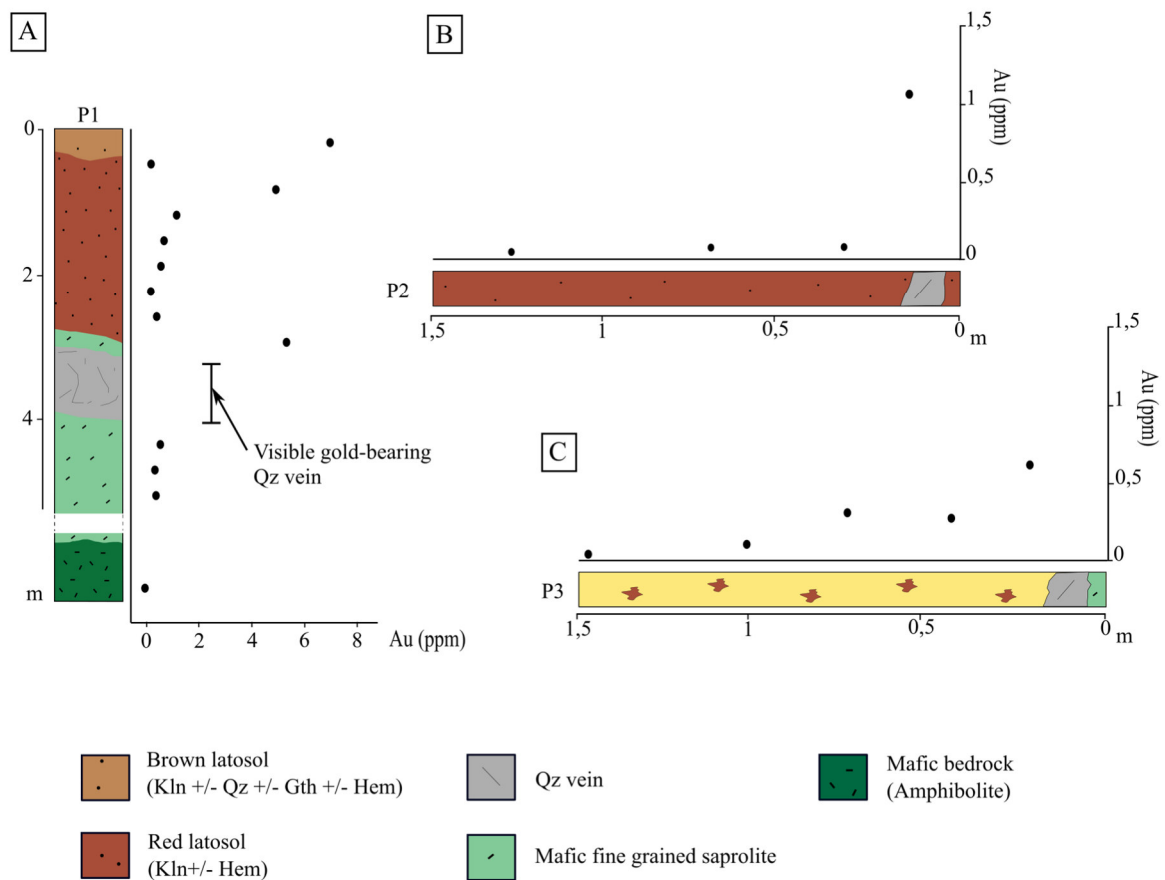 A
P1
0
2
4
m
0 2 4 6 8 Au (ppm)
Visible gold-bearing
Qz vein
B
1,5
1
0,5
0
Au (ppm)
P2
1,5 1 0,5 0 m
C
1,5
1
0,5
0
Au (ppm)
P3
1,5 1 0,5 0 m
Brown latosol
(Kln +/- Qz +/- Gth +/- Hem)
Red latosol
(Kln+/- Hem)
Qz vein
Mafic fine grained saprolite
Mafic bedrock
(Amphibolite)